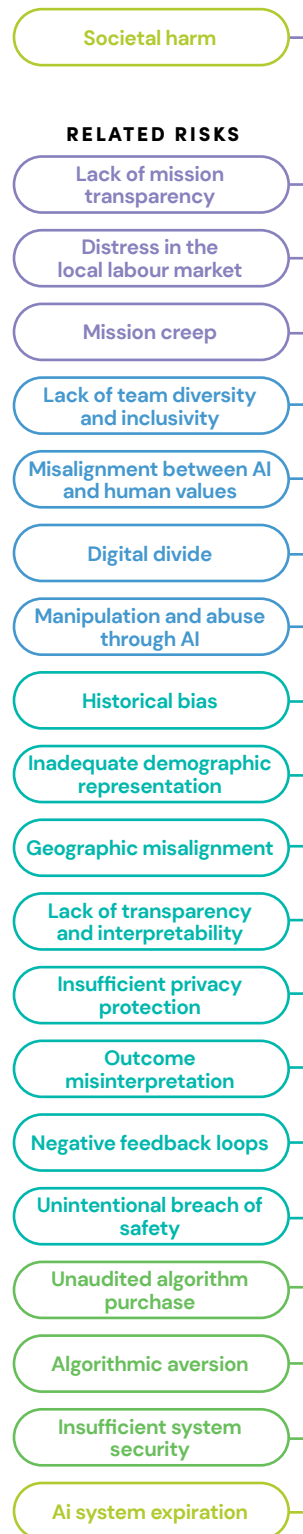 Societal harm
RELATED RISKS
Lack of mission
transparency
Distress in the
local labour market
Mission creep
Lack of team diversity
and inclusivity
Misalignment between AI
and human values
Digital divide
Manipulation and abuse
through AI
Historical bias
Inadequate demographic
representation
Geographic misalignment
Lack of transparency
and interpretability
Insufficient privacy
protection
Outcome
misinterpretation
Negative feedback loops
Unintentional breach of
safety
Unaudited algorithm
purchase
Algorithmic aversion
Insufficient system
security
Ai system expiration